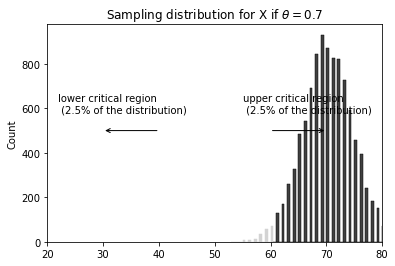 Sampling distribution for X if θ = 0.7
800
600
400
200
0
Count
lower critical region
(2.5% of the distribution)
upper critical region
(2.5% of the distribution)
20 30 40 50 60 70 80